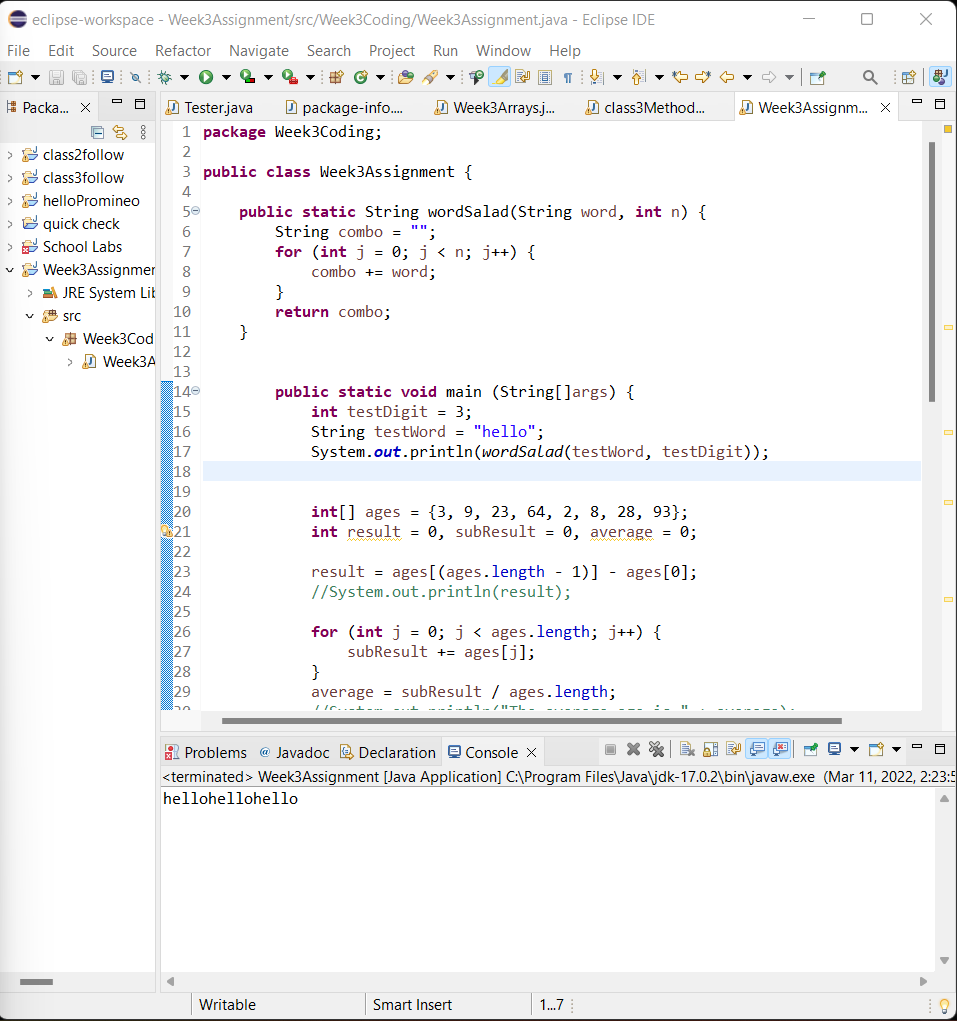 eclipse-workspace - Week3Assignment/src/Week3Coding/Week3Assignment.java - Eclipse IDE
File Edit Source Refactor Navigate Search Project Run Window Help
Packa...
Tester.java package-info.... Week3Arrays.j... class3Method... Week3Assignm...
class2follow
class3follow
helloPromineo
quick check
School Labs
Week3Assignmer
JRE System Lib
src
Week3Cod
Week3A
1 package Week3Coding;
2
3 public class Week3Assignment {
4
5 public static String wordSalad(String word, int n) {
6 String combo = "";
7 for (int j = 0; j < n; j++) {
8 combo += word;
9 }
10 return combo;
11 }
12
13
14 public static void main (String[]args) {
15 int testDigit = 3;
16 String testWord = "hello";
17 System.out.println(wordSalad(testWord, testDigit));
18
19
20 int[] ages = {3, 9, 23, 64, 2, 8, 28, 93};
21 int result = 0, subResult = 0, average = 0;
22
23 result = ages[(ages.length - 1)] - ages[0];
24 //System.out.println(result);
25
26 for (int j = 0; j < ages.length; j++) {
27 subResult += ages[j];
28 }
29 average = subResult / ages.length;
30 //System.out.println("The average age is " + average);
Problems @ Javadoc Declaration Console
<terminated> Week3Assignment [Java Application] C:\Program Files\Java\jdk-17.0.2\bin\javaw.exe (Mar 11, 2022, 2:23:5
hellohellohello
Writable Smart Insert 1...7